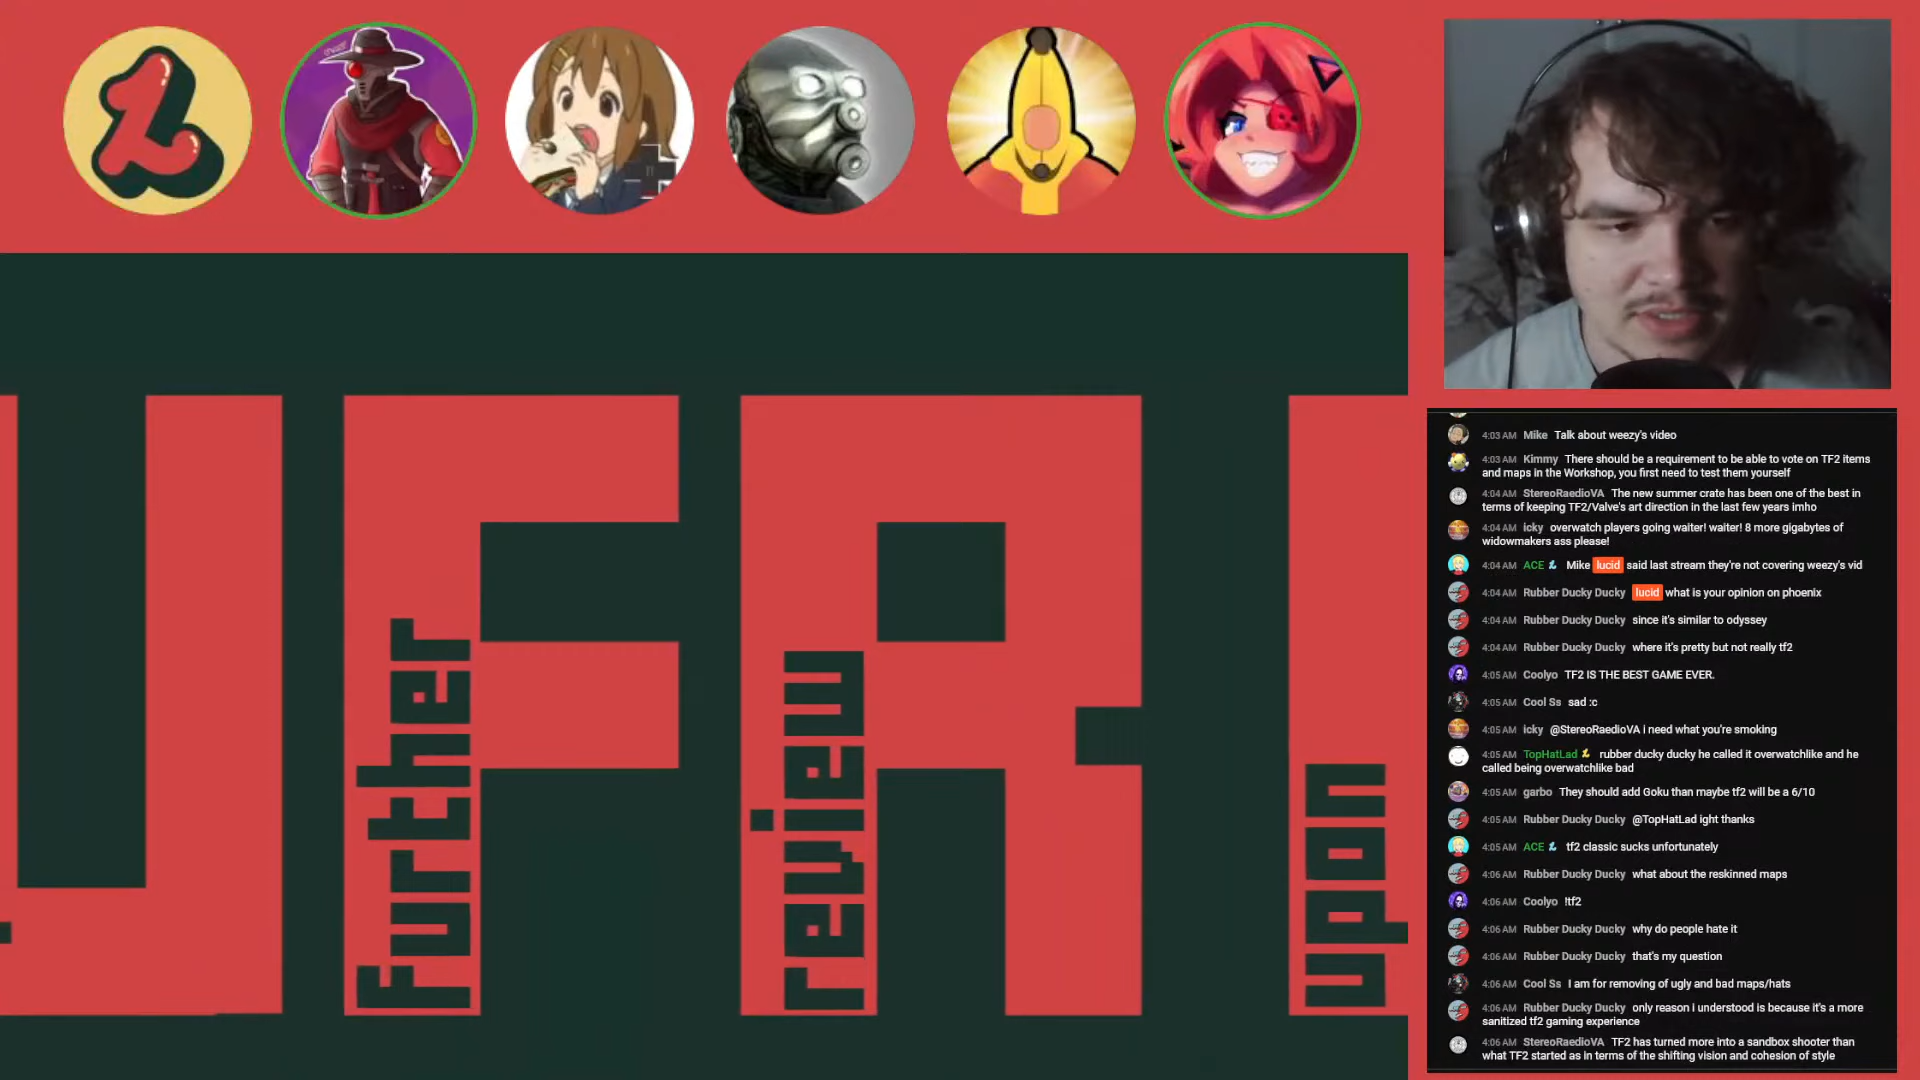 U
F
R
Further
review
upon
4:03 AM Mike Talk about weezy's video
4:03 AM Kimmy There should be a requirement to be able to vote on TF2 items
and maps in the Workshop, you first need to test them yourself
4:04 AM StereoRaedioVA The new summer crate has been one of the best in
terms of keeping TF2/Valve's art direction in the last few years imho
4:04 AM icky overwatch players going waiter! waiter! 8 more gigabytes of
widowmakers ass please!
4:04 AM ACE Mike lucid said last stream they're not covering weezy's vid
4:04 AM Rubber Ducky Ducky lucid what is your opinion on phoenix
4:04 AM Rubber Ducky Ducky since it's similar to odyssey
4:04 AM Rubber Ducky Ducky where it's pretty but not really tf2
4:05 AM Coolyo TF2 IS THE BEST GAME EVER.
4:05 AM Cool Ss sad :c
4:05 AM icky @StereoRaedioVA i need what you're smoking
4:05 AM TopHatLad rubber ducky ducky he called it overwatchlike and he
called being overwatchlike bad
4:05 AM garbo They should add Goku than maybe tf2 will be a 6/10
4:05 AM Rubber Ducky Ducky @TopHatLad ight thanks
4:05 AM ACE tf2 classic sucks unfortunately
4:06 AM Rubber Ducky Ducky what about the reskinned maps
4:06 AM Coolyo !tf2
4:06 AM Rubber Ducky Ducky why do people hate it
4:06 AM Rubber Ducky Ducky that's my question
4:06 AM Cool Ss I am for removing of ugly and bad maps/hats
4:06 AM Rubber Ducky Ducky only reason i understood is because it's a more
sanitized tf2 gaming experience
4:06 AM StereoRaedioVA TF2 has turned more into a sandbox shooter than
what TF2 started as in terms of the shifting vision and cohesion of style